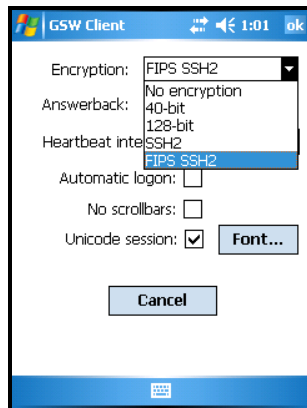 GSW Client 1:01 ok
Encryption: FIPS SSH2
No encryption
Answerback: 40-bit
128-bit
Heartbeat inte SSH2
FIPS SSH2
Automatic logon:
No scrollbars:
Unicode session: Font...
Cancel